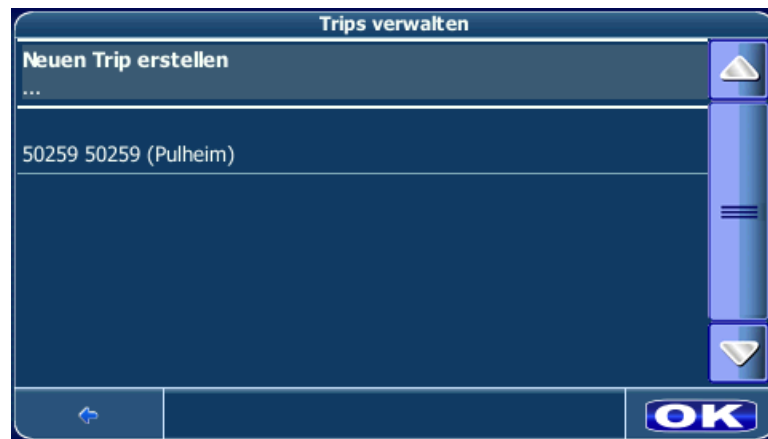 Trips verwalten
Neuen Trip erstellen
...
50259 50259 (Pulheim)
OK